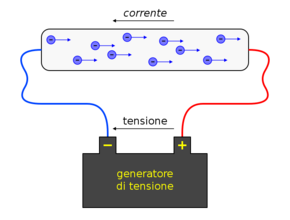 corrente
tensione
− +
generatore
di tensione